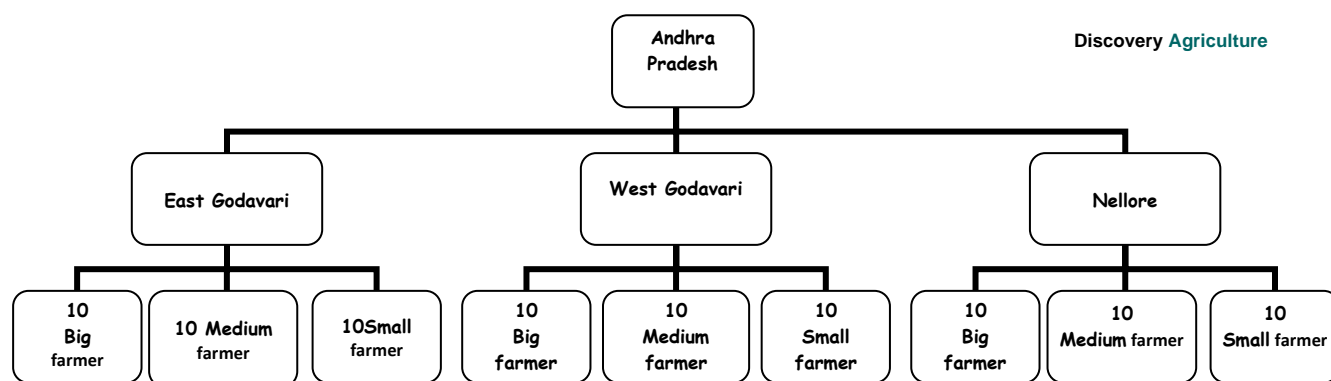 Andhra
Pradesh
Discovery Agriculture
East Godavari
West Godavari
Nellore
10
Big
farmer
10 Medium
farmer
10Small
farmer
10
Big
farmer
10
Medium
farmer
10
Small
farmer
10
Big
farmer
10
Medium farmer
10
Small farmer